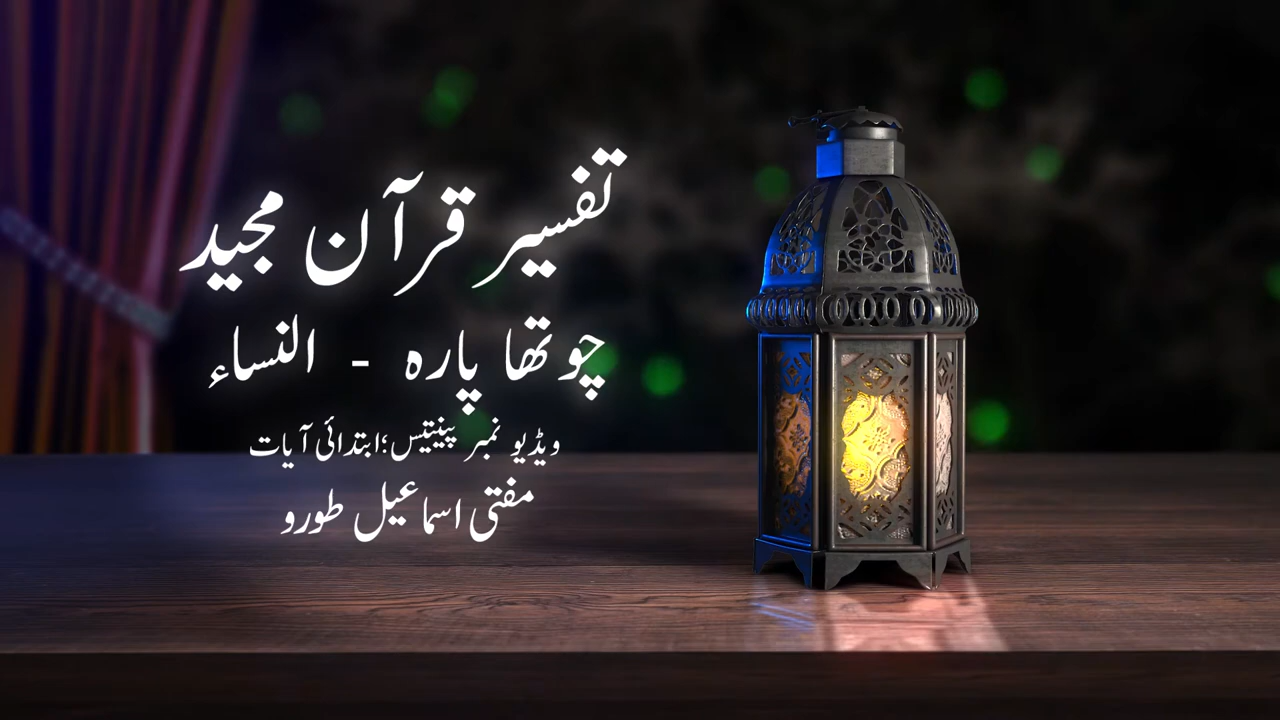 تفسیر قرآن مجید
چوتھا پارہ - النساء
ویڈیو نمبر پینتیس؛ابتدائی آیات
مفتی اسماعیل طورو